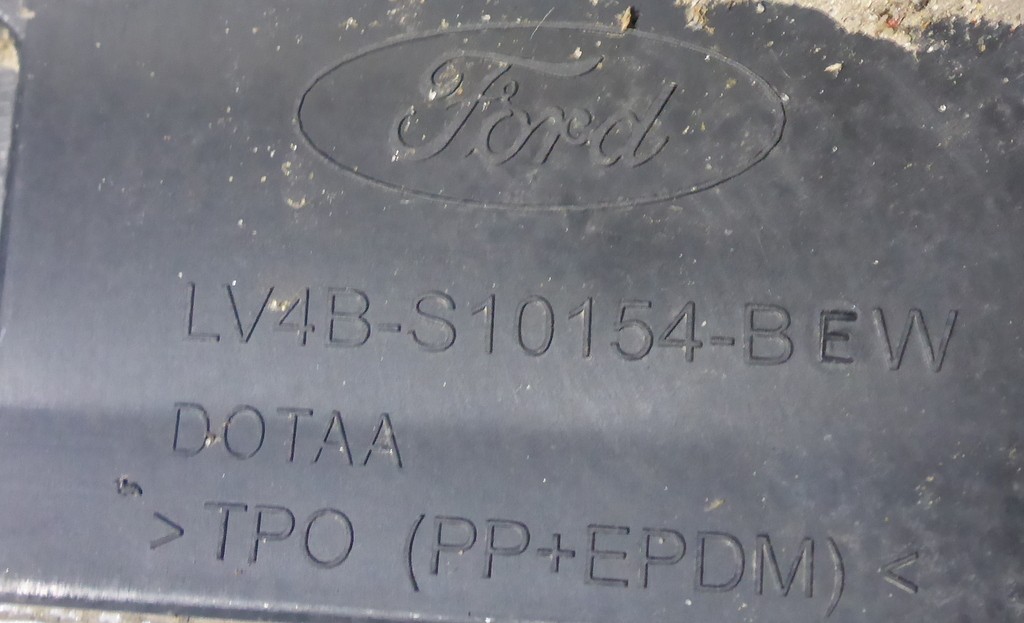 Ford
LV4B-S10154-BEW
DOTAA
>TPO (PP+EPDM)<